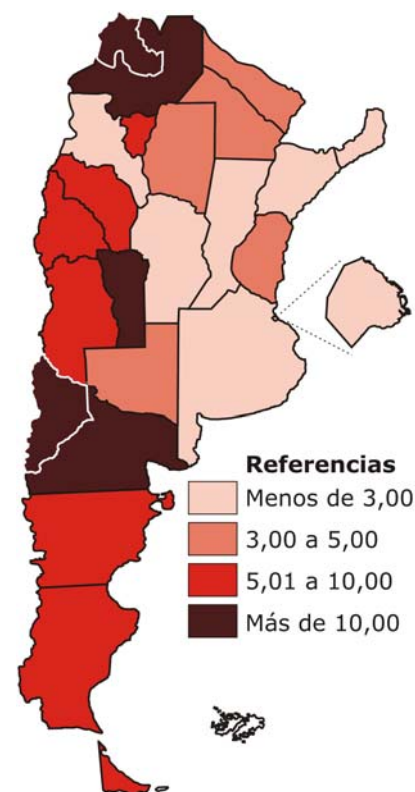 Referencias
Menos de 3,00
3,00 a 5,00
5,01 a 10,00
Más de 10,00